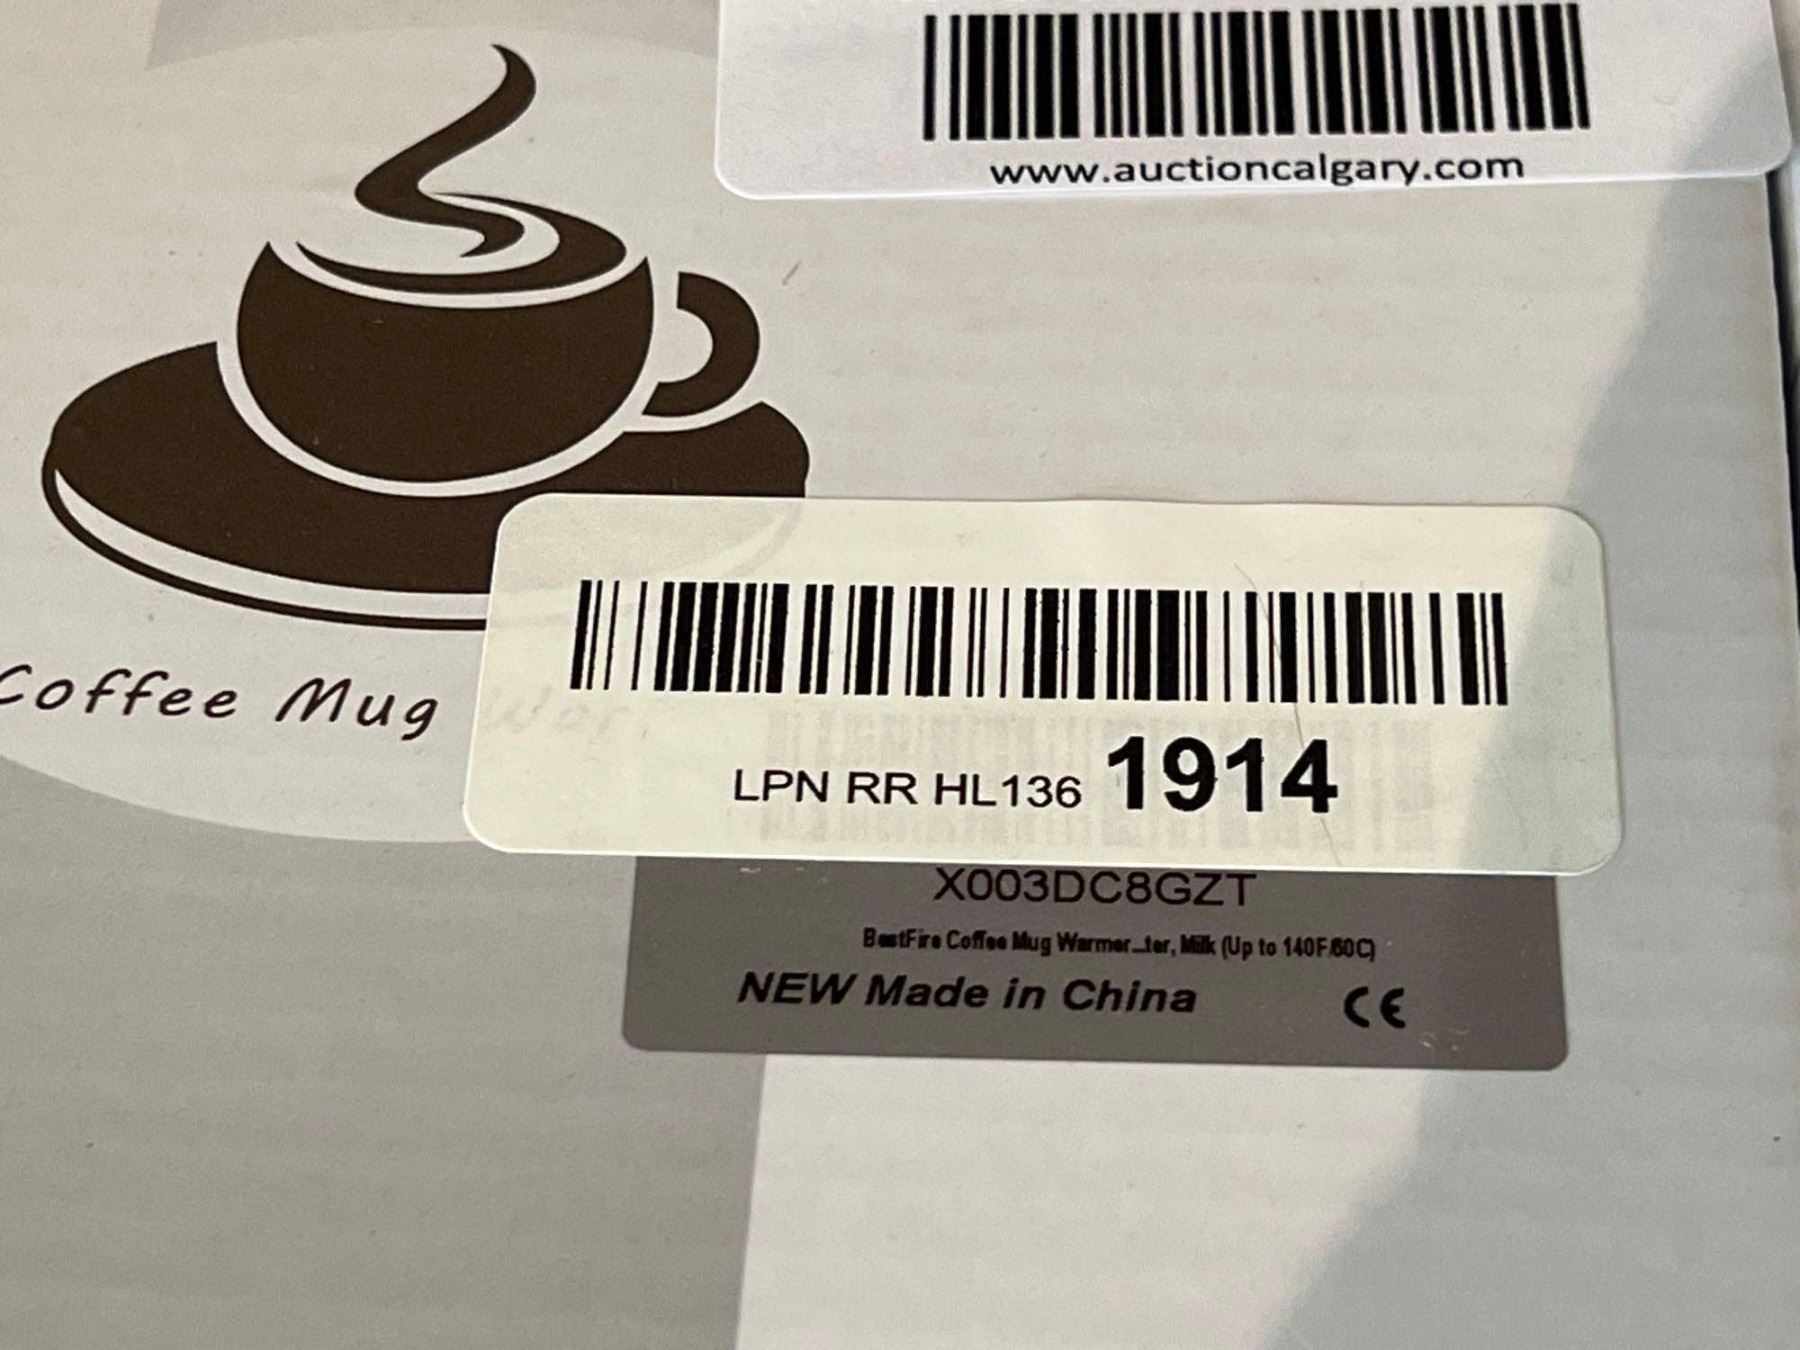 www.auctioncalgary.com
Coffee Mug
LPN RR HL136 1914
X003DC8GZT
BestFire Coffee Mug Warmer...ter, Milk (Up to 140F/60C)
NEW Made in China CE